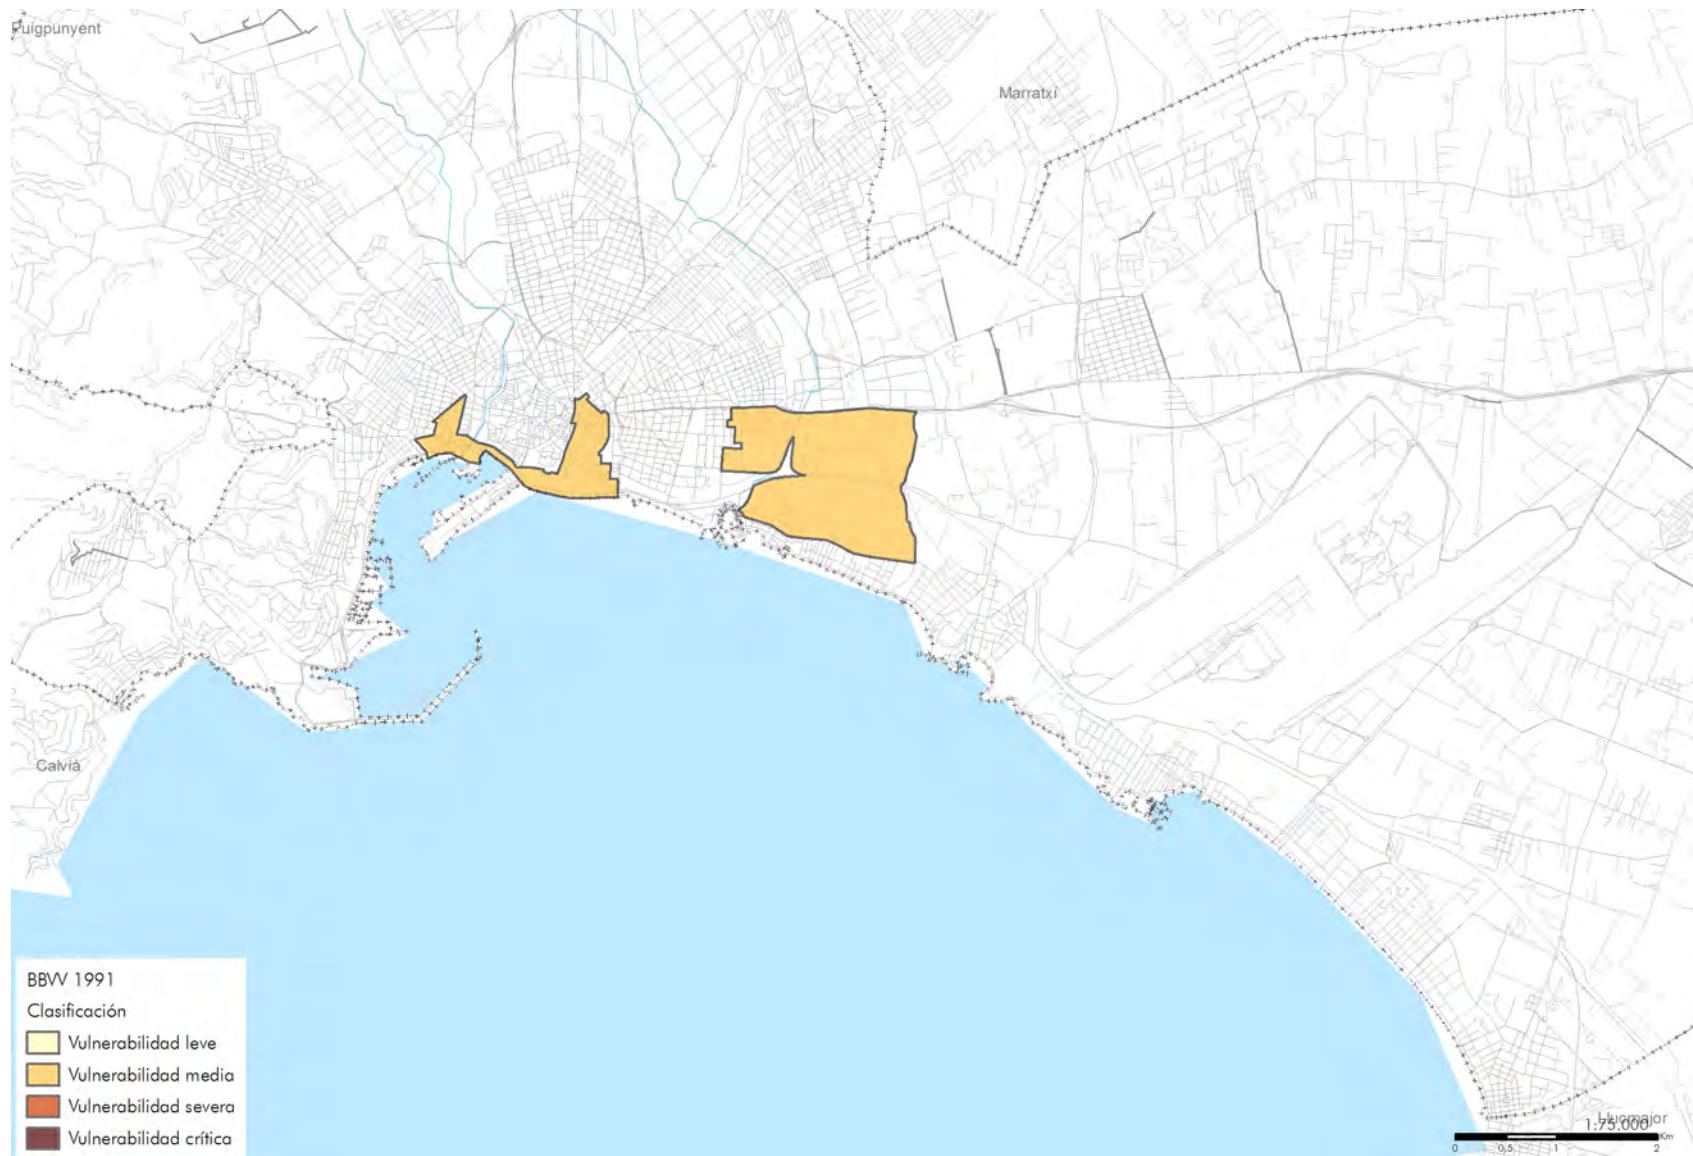 Puigpunyent
Marratxí
Calvià
BBVV 1991
Clasificación
Vulnerabilidad leve
Vulnerabilidad media
Vulnerabilidad severa
Vulnerabilidad crítica
Llucmajor
1:75.000
Km
0 0,5 1 2